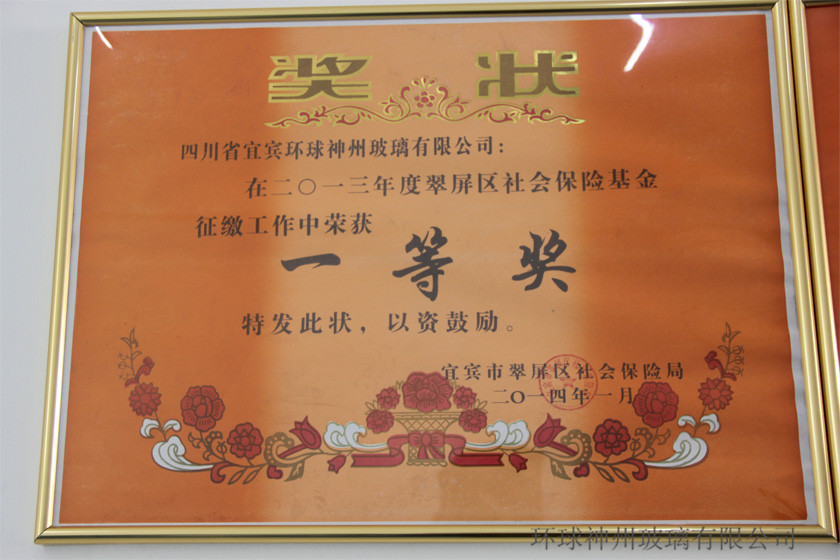 奖状
四川省宜宾环球神州玻璃有限公司：
在二〇一三年度翠屏区社会保险基金
征缴工作中荣获
一等奖
特发此状，以资鼓励。
宜宾市翠屏区社会保险局
二〇一四年一月
环球神州玻璃有限公司